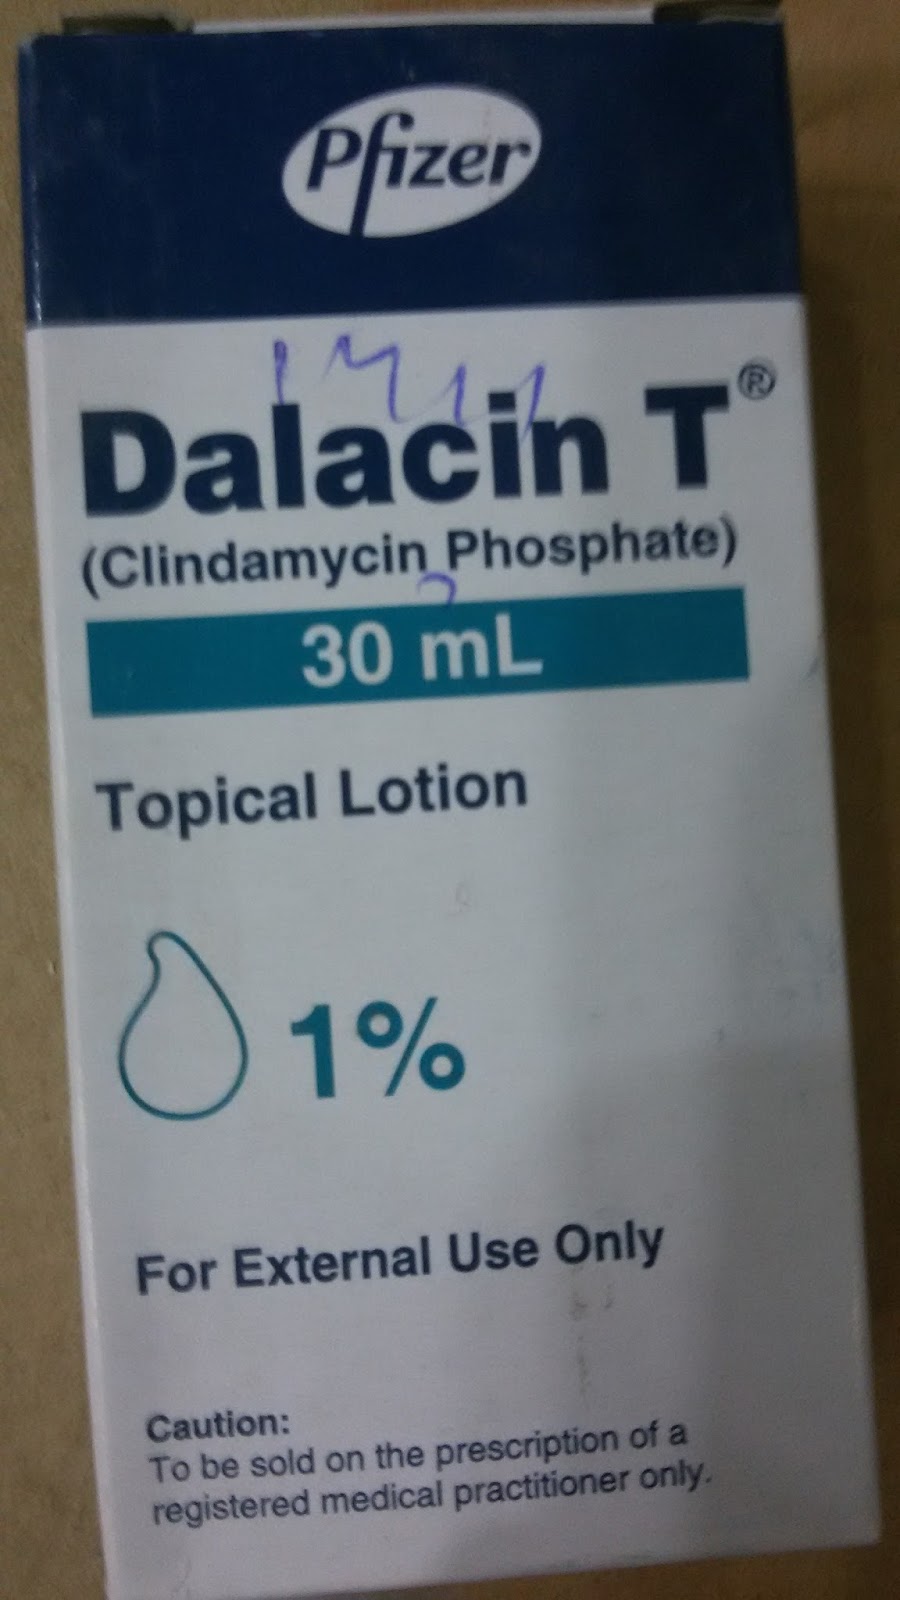 Pfizer
Dalacin T®
(Clindamycin Phosphate)
30 mL
Topical Lotion
1%
For External Use Only
Caution:
To be sold on the prescription of a
registered medical practitioner only.